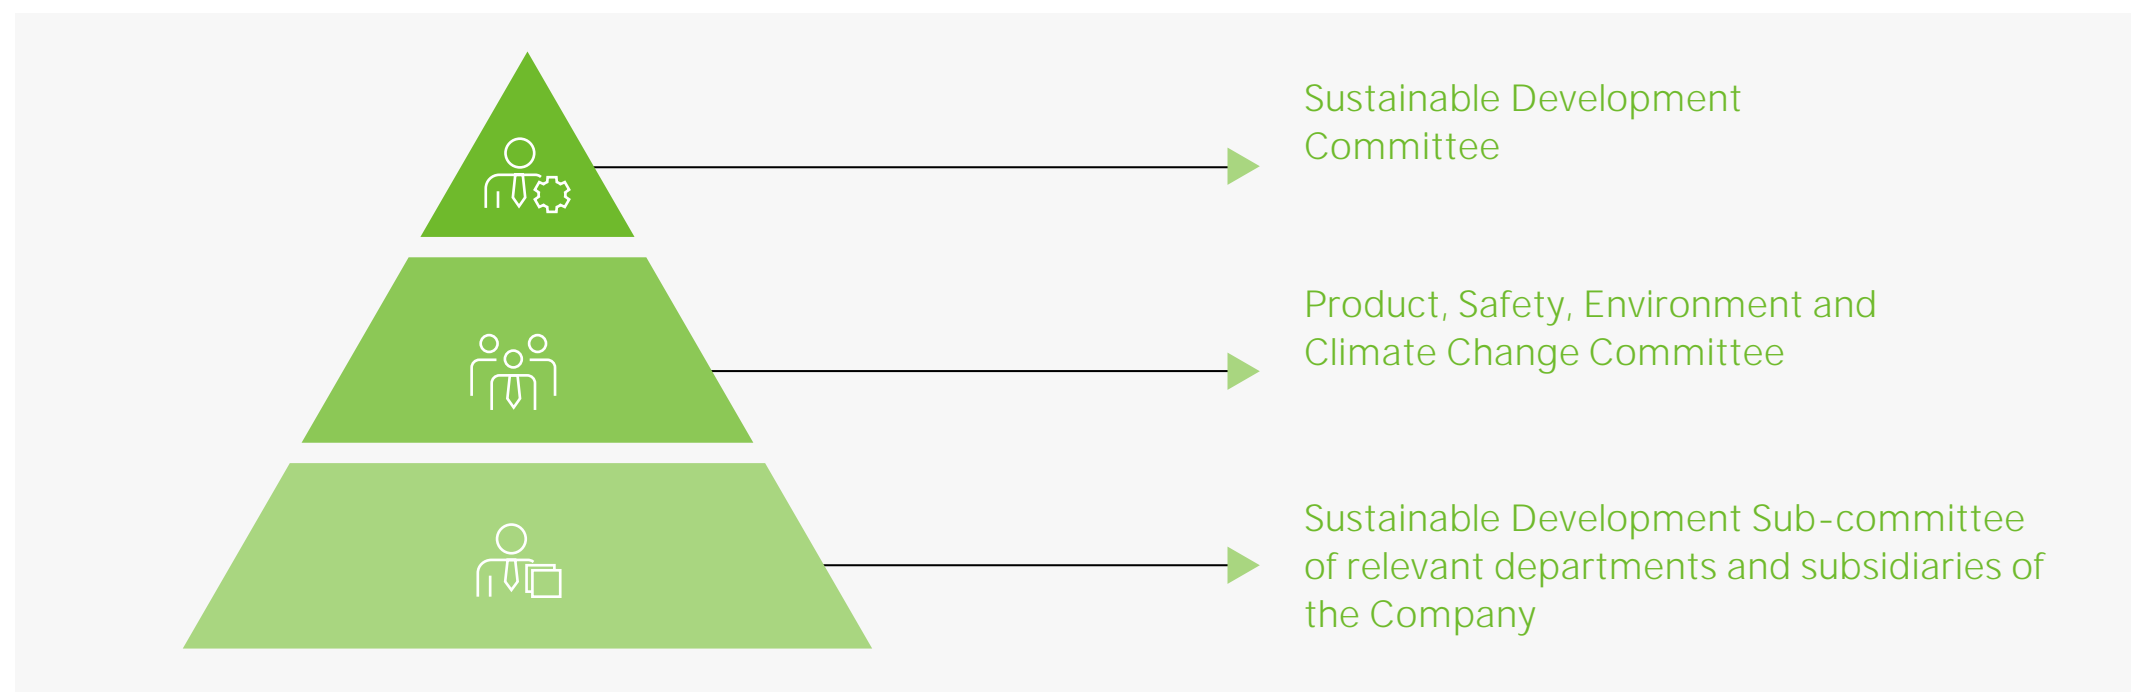 Sustainable Development
Committee
Product, Safety, Environment and
Climate Change Committee
Sustainable Development Sub-committee
of relevant departments and subsidiaries of
the Company